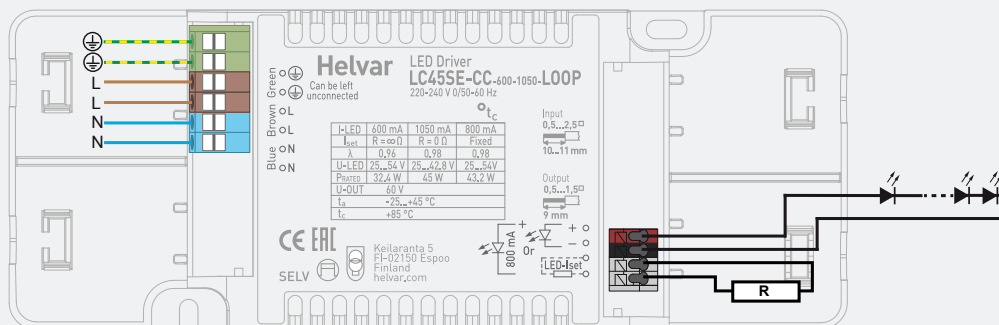 L
L
N
N
Green
Brown
Blue
L
L
N
N
Helvar
Can be left
unconnected
LED Driver
LC45SE-CC-600-1050-LOOP
220-240 V 0/50-60 Hz
tc
I-LED 600 mA 1050 mA 800 mA
Iset R = ∞ Ω R = 0 Ω Fixed
λ 0.96 0.98 0.98
U-LED 25...54 V 25...42.8 V 25...54V
PRATED 32.4 W 45 W 43.2 W
U-OUT 60 V
ta -25...+45 °C
tc +85 °C
Input
0,5...2,5
10...11 mm
Output
0,5...1,5
9 mm
CE EAC
SELV
Keilaranta 5
FI-02150 Espoo
Finland
helvar.com
800 mA
+
Or
+
–
LED-Iset
R